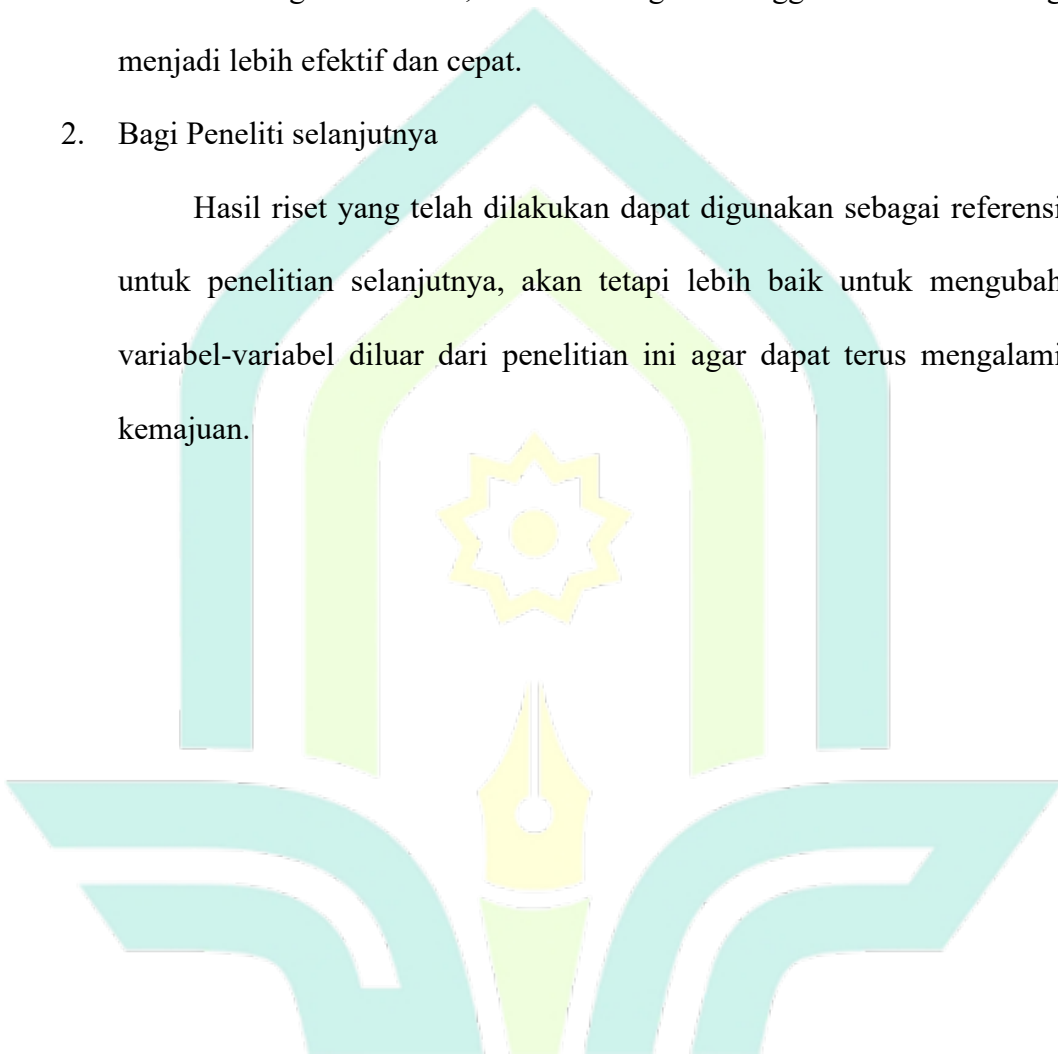 menjadi lebih efektif dan cepat.
2. Bagi Peneliti selanjutnya
Hasil riset yang telah dilakukan dapat digunakan sebagai referensi
untuk penelitian selanjutnya, akan tetapi lebih baik untuk mengubah
variabel-variabel diluar dari penelitian ini agar dapat terus mengalami
kemajuan.